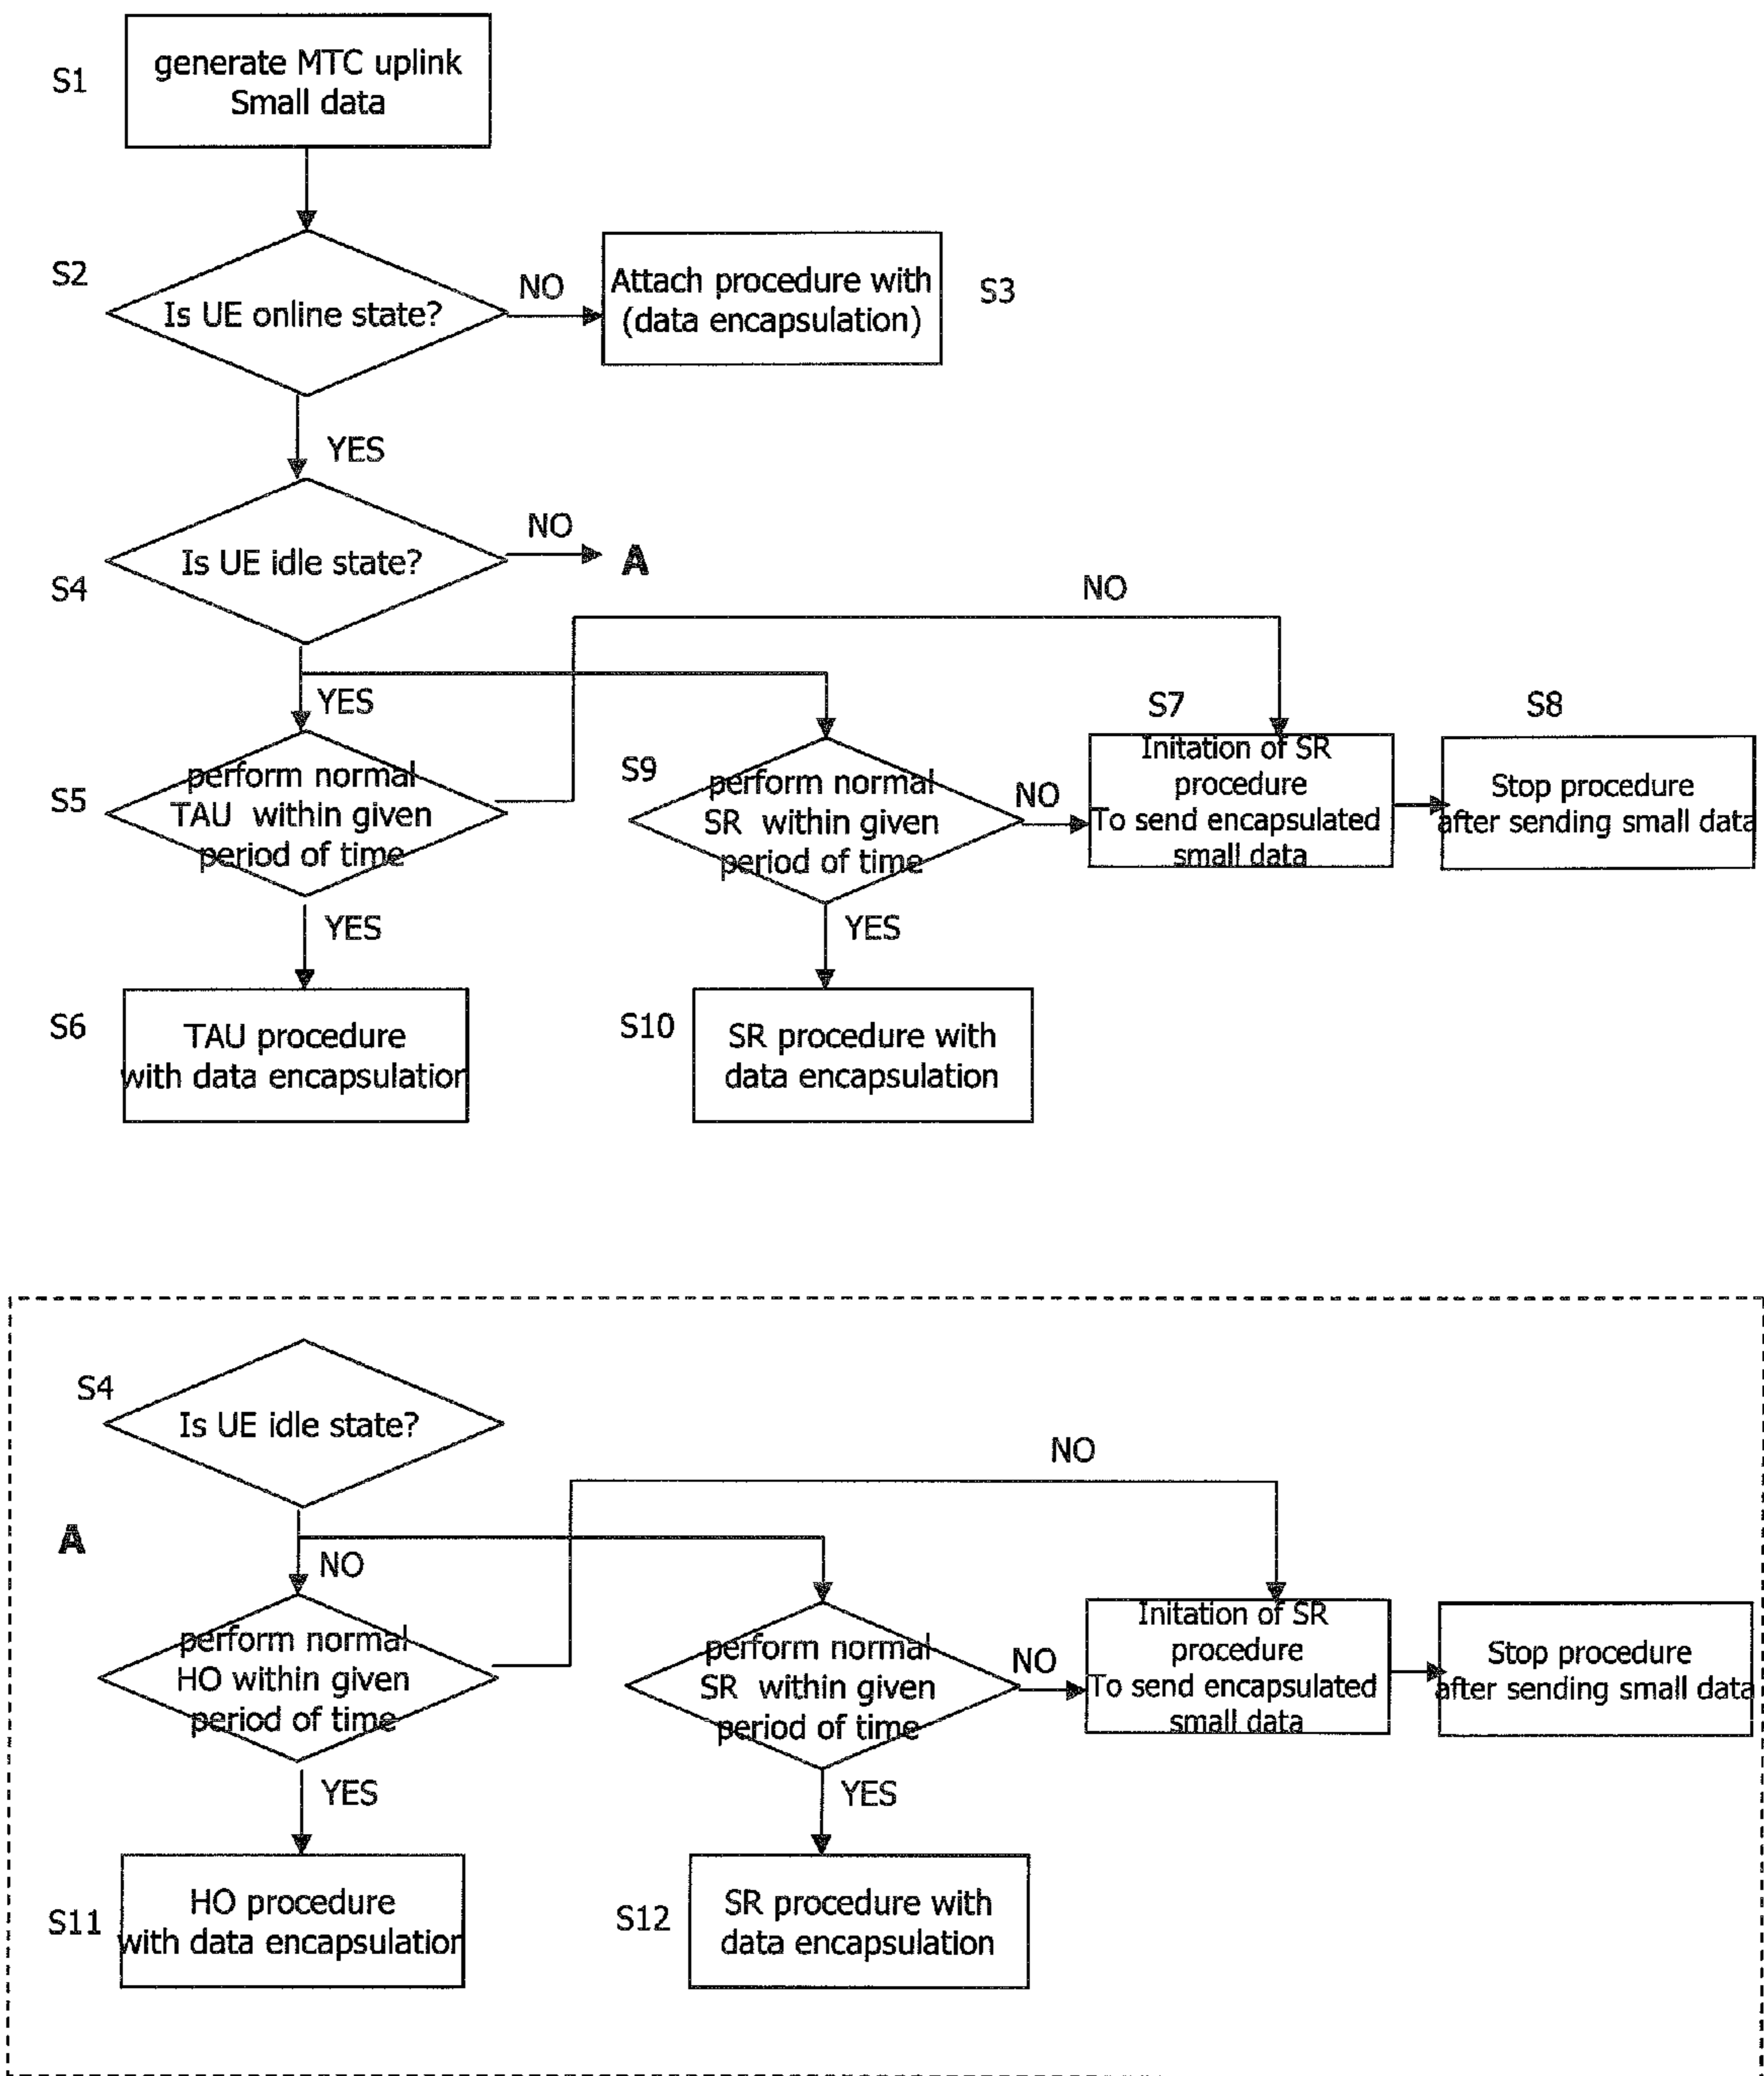 S1
generate MTC uplink
Small data
S2
Is UE online state?
NO
Attach procedure with
(data encapsulation)
S3
YES
S4
Is UE idle state?
NO
A
NO
YES
S5
perform normal
TAU within given
period of time
S9
perform normal
SR within given
period of time
NO
S7
Initation of SR
procedure
To send encapsulated
small data
S8
Stop procedure
after sending small data
YES
YES
S6
TAU procedure
with data encapsulation
S10
SR procedure with
data encapsulation
S4
Is UE idle state?
NO
A
NO
perform normal
HO within given
period of time
perform normal
SR within given
period of time
NO
Initation of SR
procedure
To send encapsulated
small data
Stop procedure
after sending small data
YES
YES
S11
HO procedure
with data encapsulation
S12
SR procedure with
data encapsulation